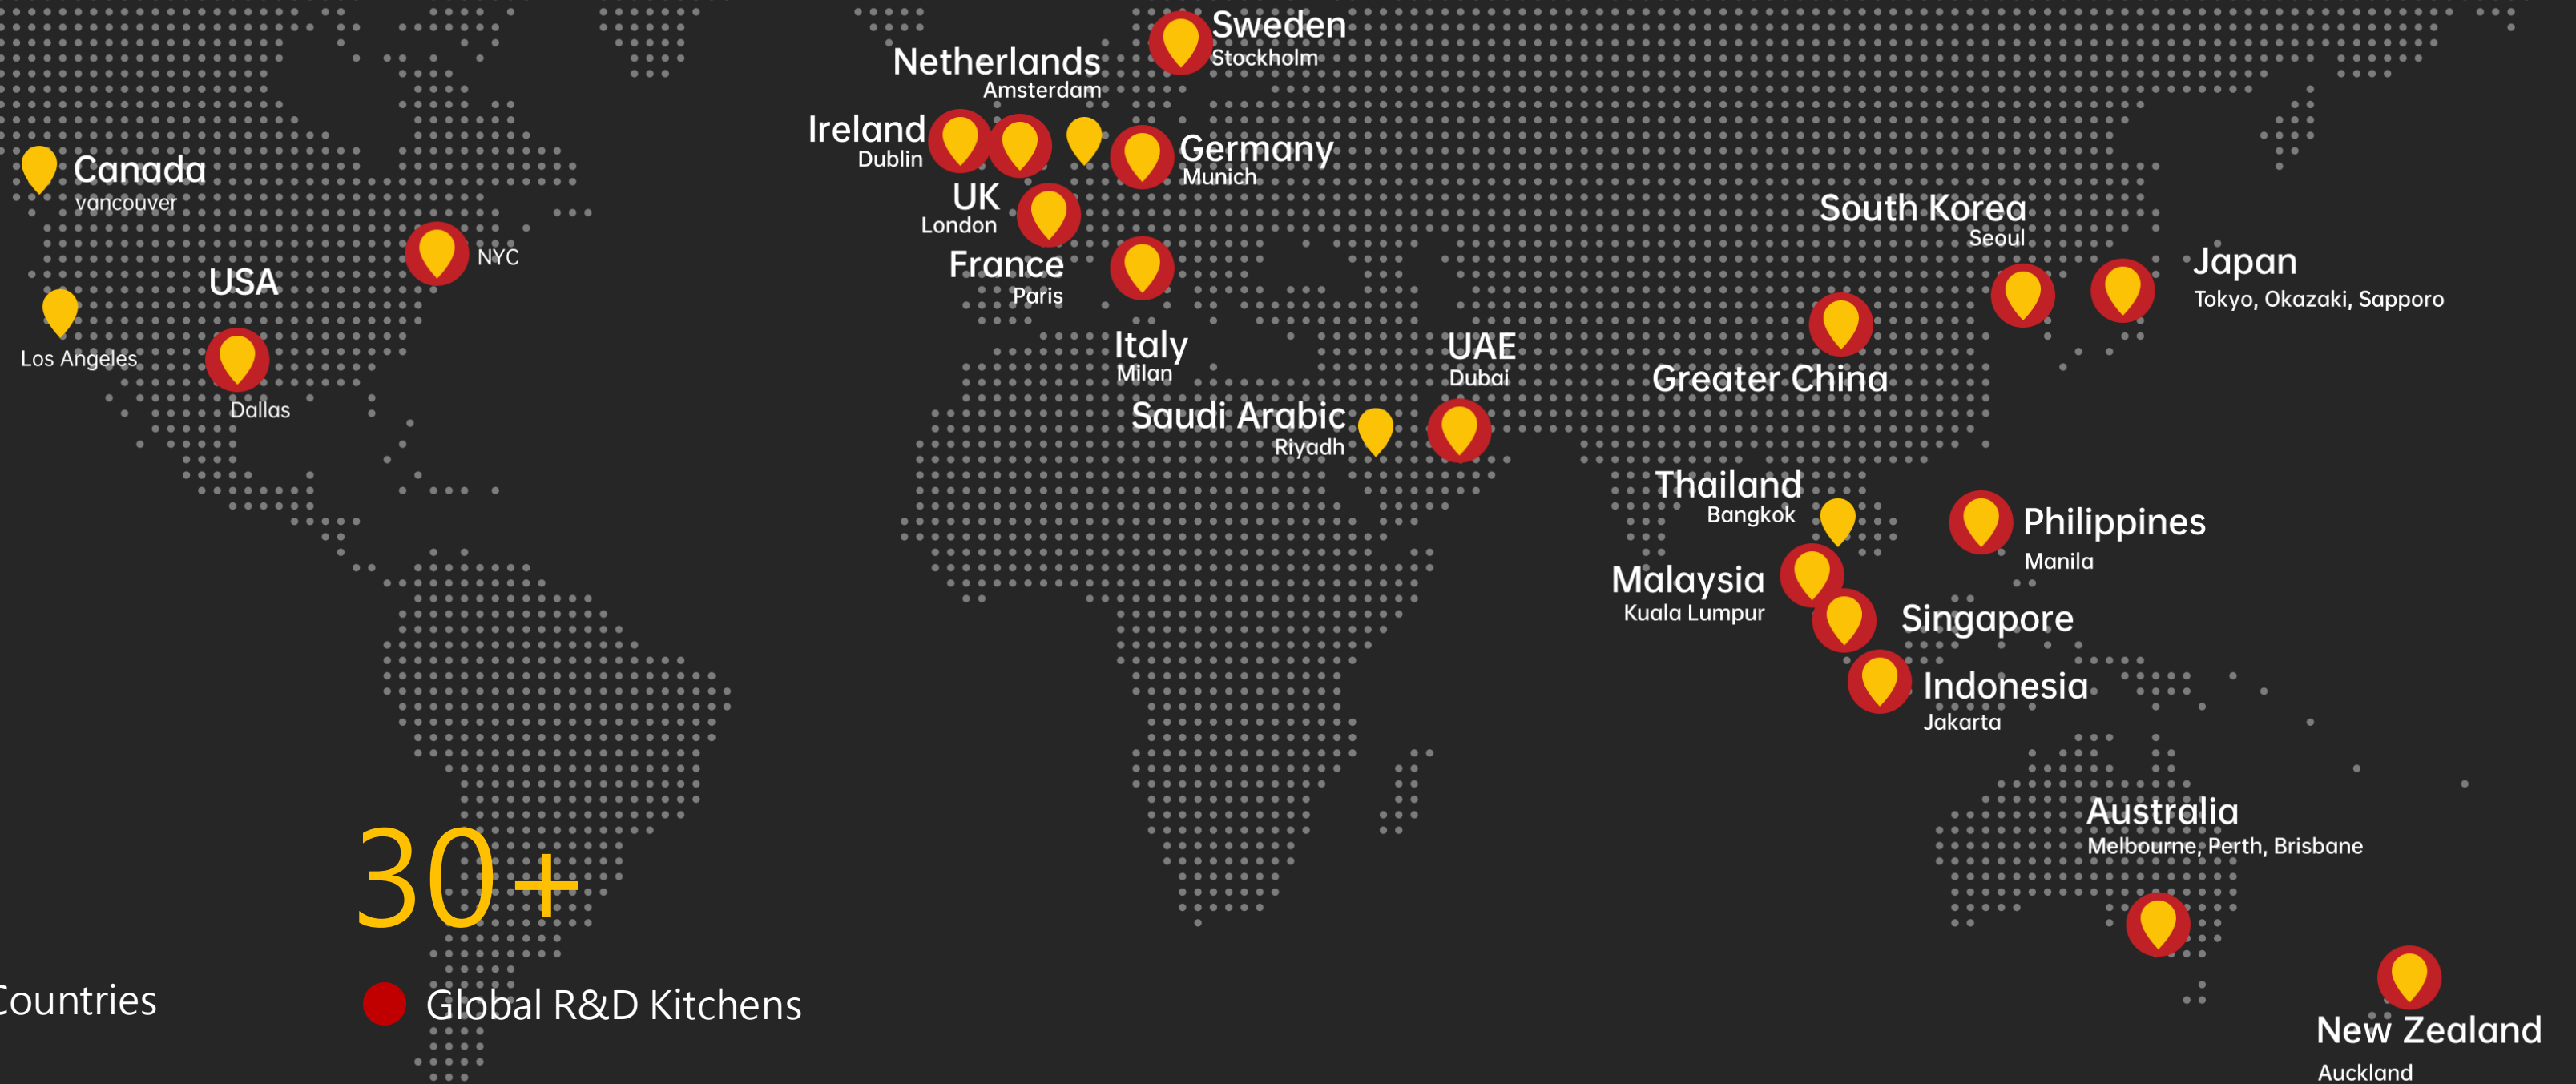 Sweden
Stockholm
Netherlands
Amsterdam
Ireland
Dublin
Germany
Munich
Canada
vancouver
UK
London
South Korea
Seoul
NYC
France
Paris
Japan
Tokyo, Okazaki, Sapporo
USA
Los Angeles
Italy
Milan
UAE
Dubai
Greater China
Dallas
Saudi Arabic
Riyadh
Thailand
Bangkok
Philippines
Manila
Malaysia
Kuala Lumpur
Singapore
Indonesia
Jakarta
Australia
Melbourne, Perth, Brisbane
30+
Countries
Global R&D Kitchens
New Zealand
Auckland